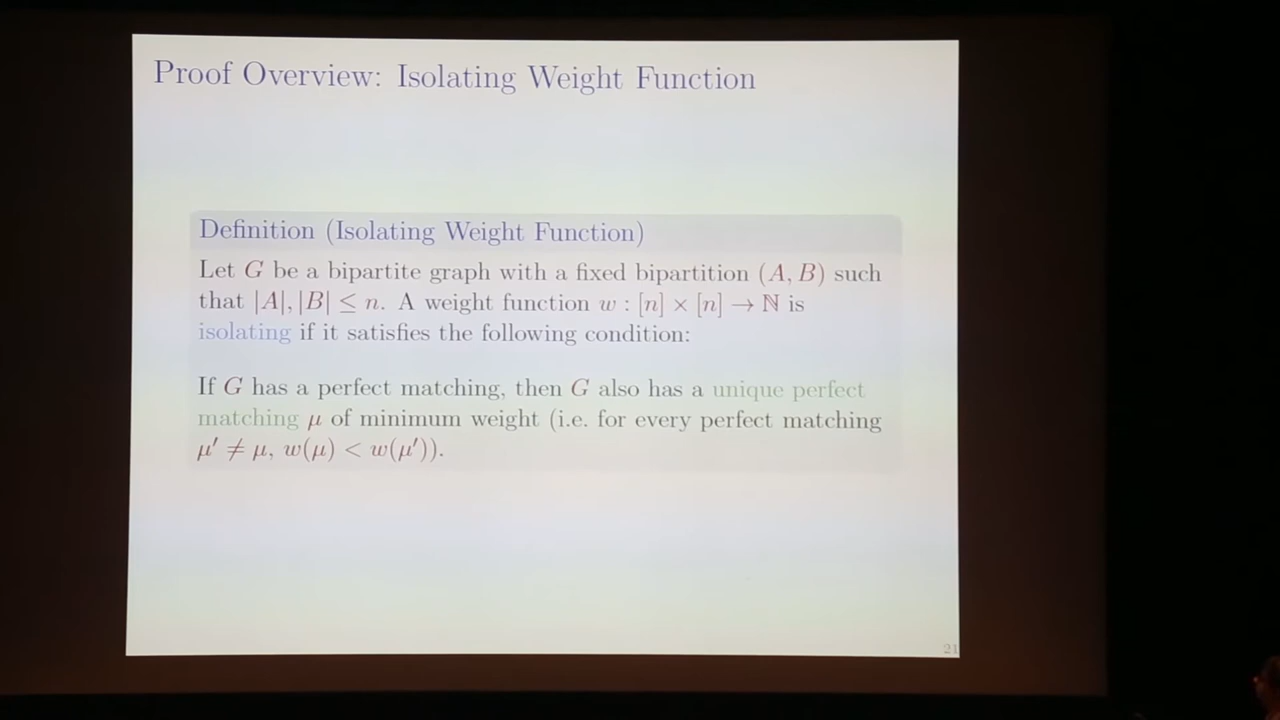 Proof Overview: Isolating Weight Function
Definition (Isolating Weight Function)
Let G be a bipartite graph with a fixed bipartition (A, B) such
that |A|, |B| ≤ n. A weight function w : [n] × [n] → ℕ is
isolating if it satisfies the following condition:
If G has a perfect matching, then G also has a unique perfect
matching μ of minimum weight (i.e. for every perfect matching
μ′ ≠ μ, w(μ) < w(μ′)).
21